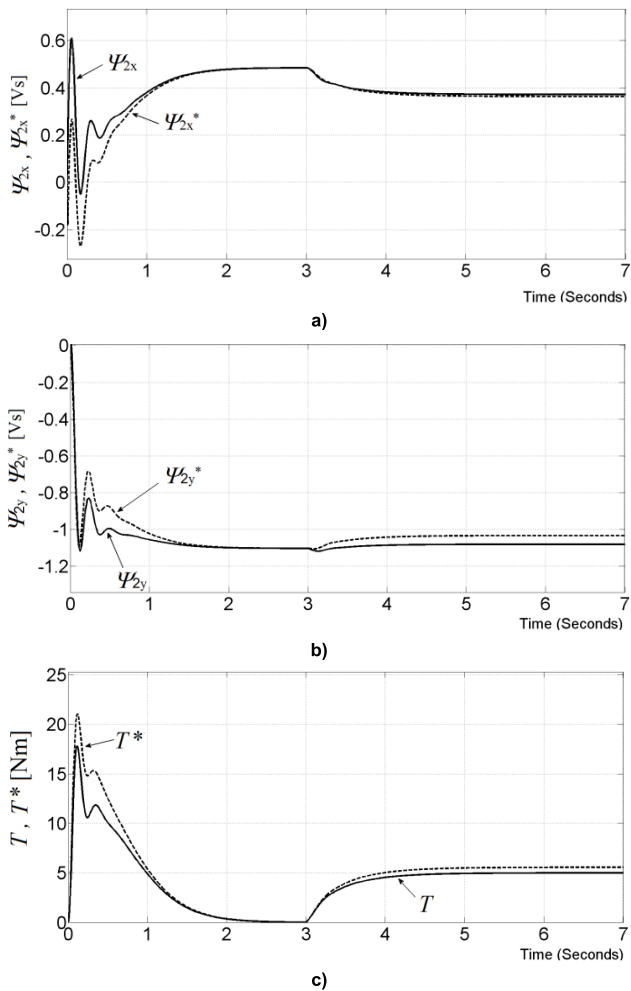 0.6
0.4
0.2
0
-0.2
Ψ2x , Ψ2x* [Vs]
Ψ2x
Ψ2x*
0 1 2 3 4 5 6 7
Time (Seconds)
a)
0
-0.2
-0.4
-0.6
-0.8
-1
-1.2
Ψ2y , Ψ2y* [Vs]
Ψ2y*
Ψ2y
0 1 2 3 4 5 6 7
Time (Seconds)
b)
25
20
15
10
5
0
T , T* [Nm]
T*
T
0 1 2 3 4 5 6 7
Time (Seconds)
c)